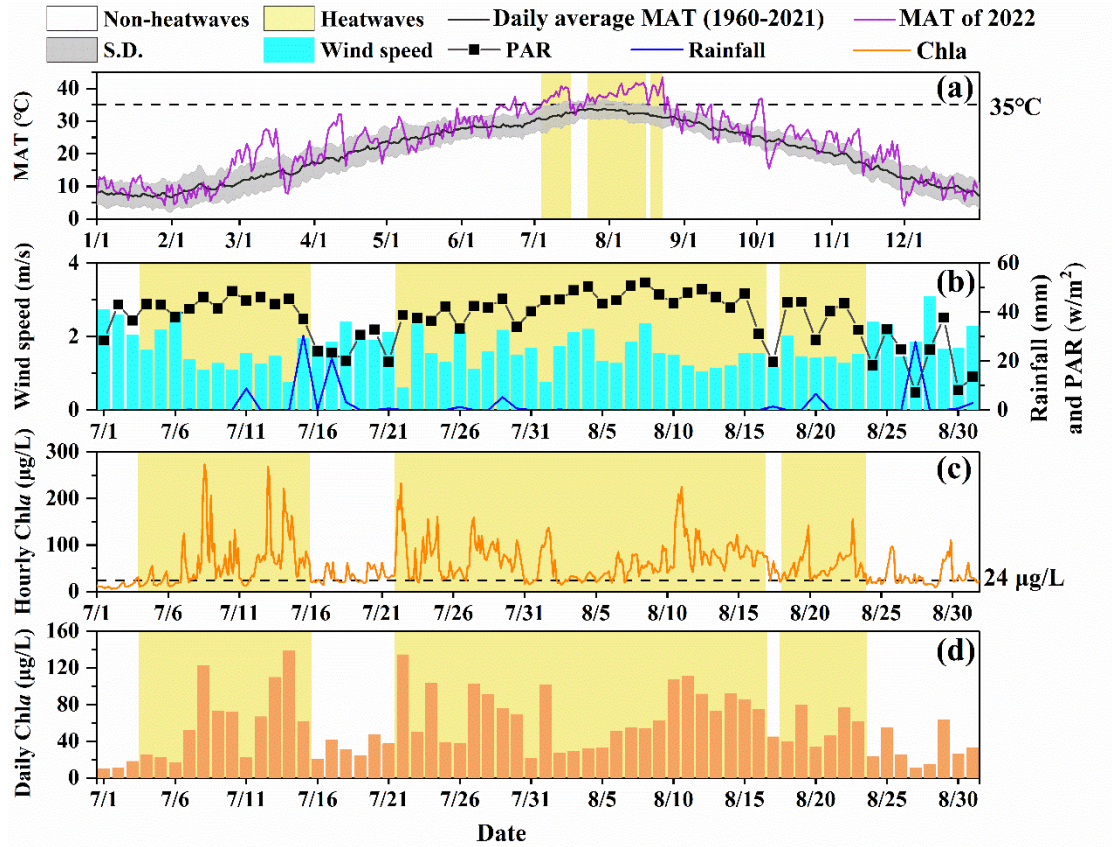 Non-heatwaves Heatwaves Daily average MAT (1960-2021) MAT of 2022
S.D. Wind speed PAR Rainfall Chla
(a)
MAT (°C)
40
30
20
10
0
35°C
1/1 2/1 3/1 4/1 5/1 6/1 7/1 8/1 9/1 10/1 11/1 12/1
(b)
Wind speed (m/s)
4
2
0
60
40
20
0
Rainfall (mm)
and PAR (w/m²)
7/1 7/6 7/11 7/16 7/21 7/26 7/31 8/5 8/10 8/15 8/20 8/25 8/30
(c)
Hourly Chla (µg/L)
300
200
100
0
24 µg/L
7/1 7/6 7/11 7/16 7/21 7/26 7/31 8/5 8/10 8/15 8/20 8/25 8/30
(d)
Daily Chla (µg/L)
160
120
80
40
0
7/1 7/6 7/11 7/16 7/21 7/26 7/31 8/5 8/10 8/15 8/20 8/25 8/30
Date